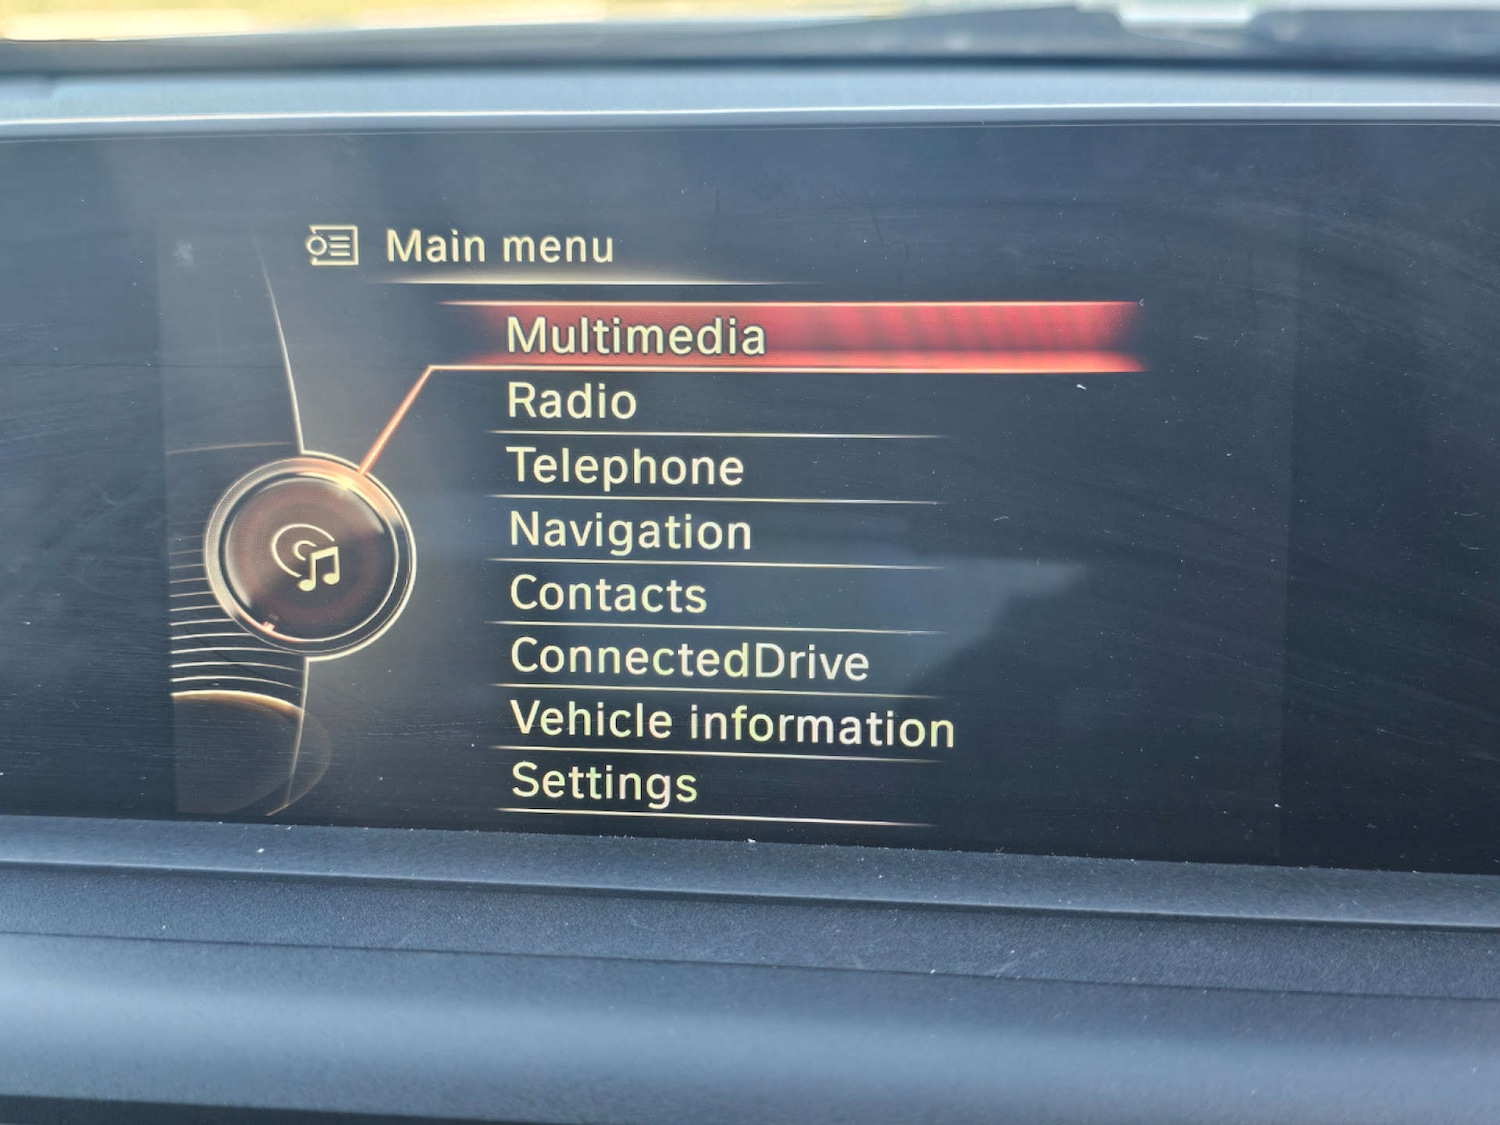 Main menu
Multimedia
Radio
Telephone
Navigation
Contacts
ConnectedDrive
Vehicle information
Settings